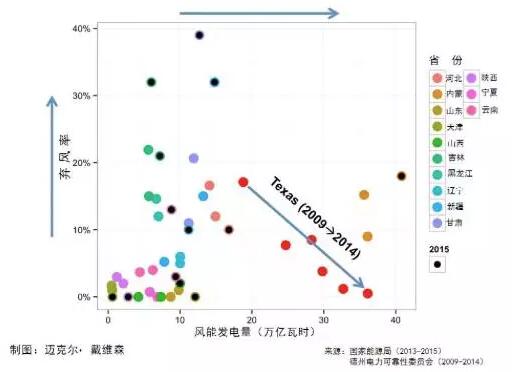 40%
30%
20%
10%
0%
弃风率
0
10
20
30
40
风能发电量（万亿瓦时）
Texas (2009→2014)
省 份
河北
陕西
内蒙
宁夏
山东
云南
天津
山西
吉林
黑龙江
辽宁
新疆
甘肃
2015
制图：迈克尔·戴维森
来源：国家能源局（2013-2015）
德州电力可靠性委员会（2009-2014）